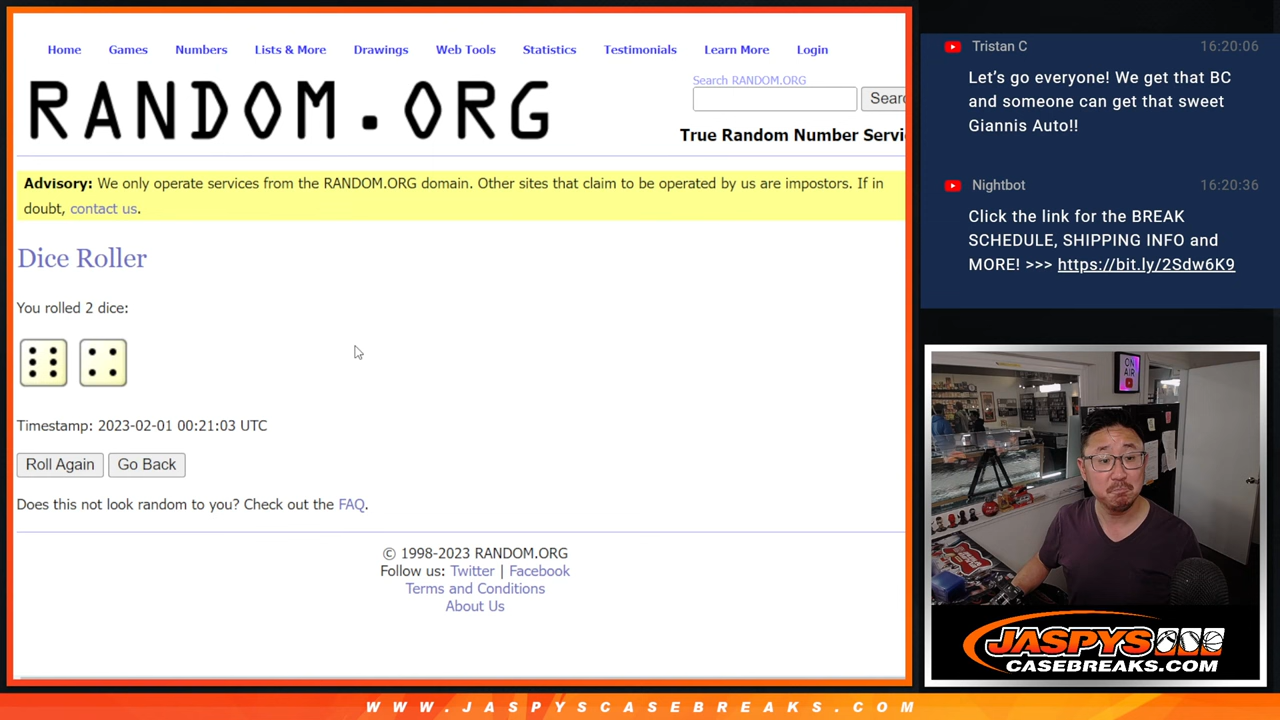 Home Games Numbers Lists & More Drawings Web Tools Statistics Testimonials Learn More Login
RANDOM.ORG
Search RANDOM.ORG
Searc
True Random Number Servi
Advisory: We only operate services from the RANDOM.ORG domain. Other sites that claim to be operated by us are impostors. If in
doubt, contact us.
Dice Roller
You rolled 2 dice:
Timestamp: 2023-02-01 00:21:03 UTC
Roll Again Go Back
Does this not look random to you? Check out the FAQ.
© 1998-2023 RANDOM.ORG
Follow us: Twitter | Facebook
Terms and Conditions
About Us
Tristan C 16:20:06
Let’s go everyone! We get that BC
and someone can get that sweet
Giannis Auto!!
Nightbot 16:20:36
Click the link for the BREAK
SCHEDULE, SHIPPING INFO and
MORE! >>> https://bit.ly/2Sdw6K9
ON
AIR
JASPYS
CASEBREAKS.COM
WWW.JASPYSCASEBREAKS.COM